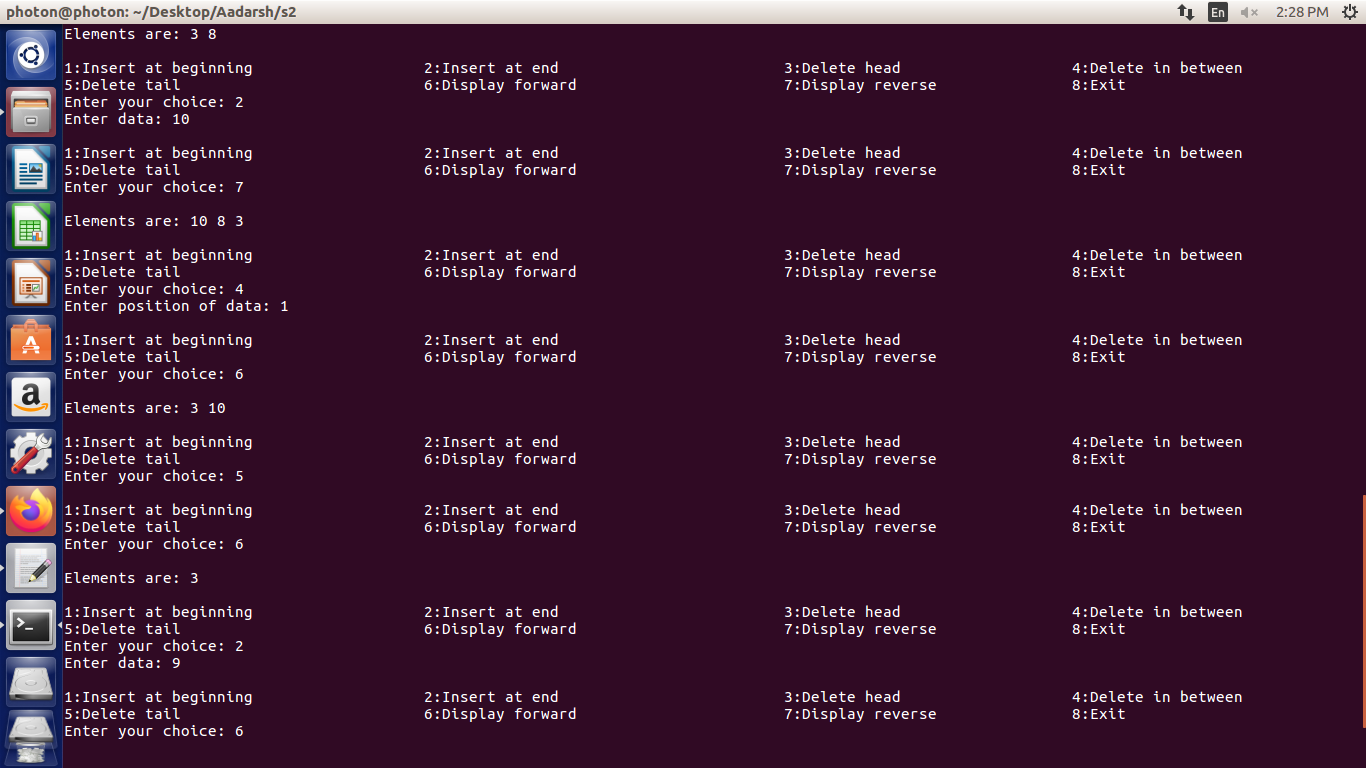 photon@photon: ~/Desktop/Aadarsh/s2 En 2:28 PM
Elements are: 3 8
1:Insert at beginning 2:Insert at end 3:Delete head 4:Delete in between
5:Delete tail 6:Display forward 7:Display reverse 8:Exit
Enter your choice: 2
Enter data: 10
1:Insert at beginning 2:Insert at end 3:Delete head 4:Delete in between
5:Delete tail 6:Display forward 7:Display reverse 8:Exit
Enter your choice: 7
Elements are: 10 8 3
1:Insert at beginning 2:Insert at end 3:Delete head 4:Delete in between
5:Delete tail 6:Display forward 7:Display reverse 8:Exit
Enter your choice: 4
Enter position of data: 1
1:Insert at beginning 2:Insert at end 3:Delete head 4:Delete in between
5:Delete tail 6:Display forward 7:Display reverse 8:Exit
Enter your choice: 6
Elements are: 3 10
1:Insert at beginning 2:Insert at end 3:Delete head 4:Delete in between
5:Delete tail 6:Display forward 7:Display reverse 8:Exit
Enter your choice: 5
1:Insert at beginning 2:Insert at end 3:Delete head 4:Delete in between
5:Delete tail 6:Display forward 7:Display reverse 8:Exit
Enter your choice: 6
Elements are: 3
1:Insert at beginning 2:Insert at end 3:Delete head 4:Delete in between
5:Delete tail 6:Display forward 7:Display reverse 8:Exit
Enter your choice: 2
Enter data: 9
1:Insert at beginning 2:Insert at end 3:Delete head 4:Delete in between
5:Delete tail 6:Display forward 7:Display reverse 8:Exit
Enter your choice: 6